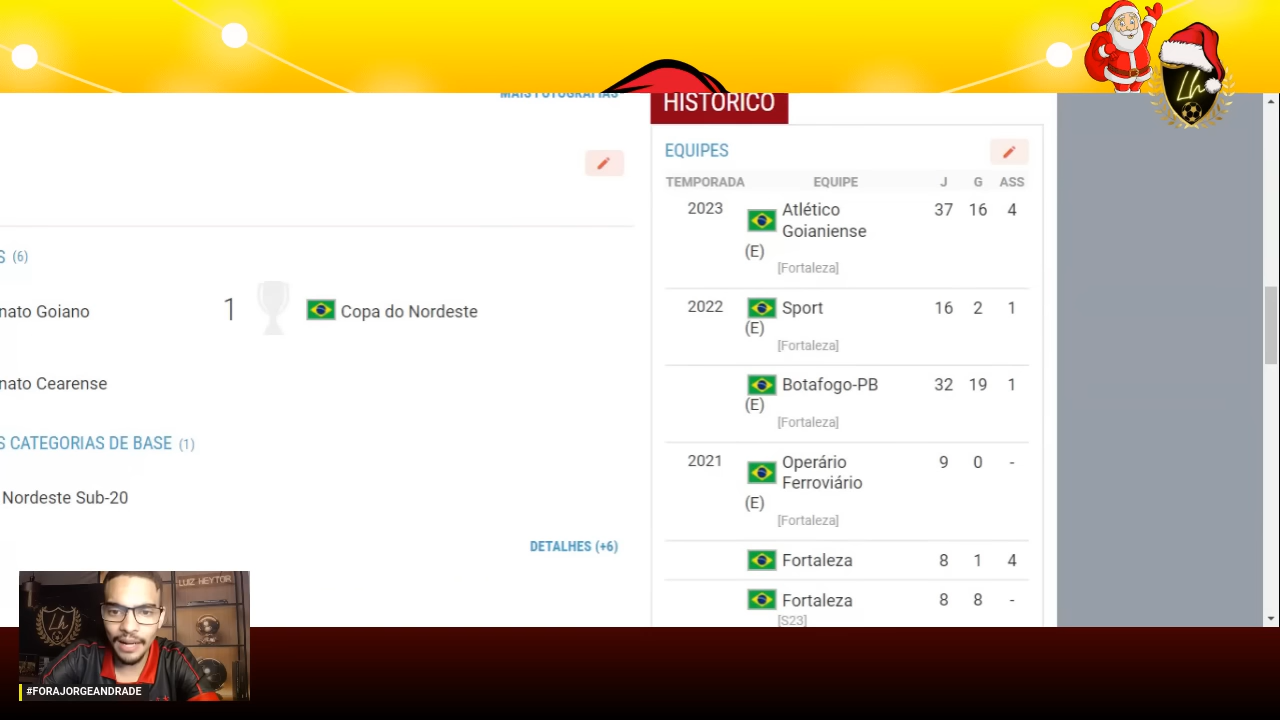 MAIS FOTOGRAFIAS
HISTÓRICO
EQUIPES
TEMPORADA EQUIPE J G ASS
2023 Atlético Goianiense 37 16 4
(E)
[Fortaleza]
2022 Sport 16 2 1
(E)
[Fortaleza]
Botafogo-PB 32 19 1
(E)
[Fortaleza]
2021 Operário Ferroviário 9 0 -
(E)
[Fortaleza]
Fortaleza 8 1 4
Fortaleza 8 8 -
[S23]
S (6)
nato Goiano 1 Copa do Nordeste
nato Cearense
S CATEGORIAS DE BASE (1)
Nordeste Sub-20
DETALHES (+6)
LUIZ HEYTOR
Lh
#FORAJORGEANDRADE
Lh